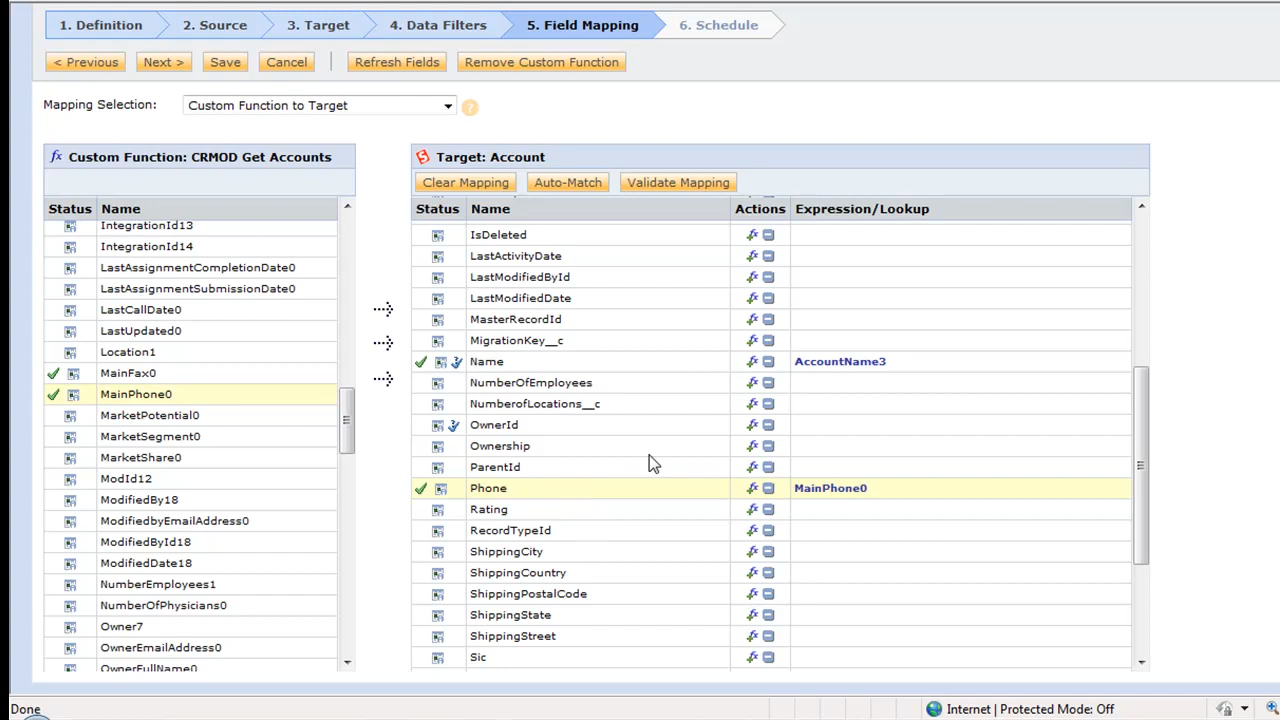 1. Definition 2. Source 3. Target 4. Data Filters 5. Field Mapping 6. Schedule
< Previous Next > Save Cancel Refresh Fields Remove Custom Function
Mapping Selection: Custom Function to Target ?
fx Custom Function: CRMOD Get Accounts
Status Name
IntegrationId13
IntegrationId14
LastAssignmentCompletionDate0
LastAssignmentSubmissionDate0
LastCallDate0
LastUpdated0
Location1
MainFax0
MainPhone0
MarketPotential0
MarketSegment0
MarketShare0
ModId12
ModifiedBy18
ModifiedbyEmailAddress0
ModifiedById18
ModifiedDate18
NumberEmployees1
NumberOfPhysicians0
Owner7
OwnerEmailAddress0
OwnerFullName0
Target: Account
Clear Mapping Auto-Match Validate Mapping
Status Name Actions Expression/Lookup
IsDeleted
LastActivityDate
LastModifiedById
LastModifiedDate
MasterRecordId
MigrationKey__c
Name AccountName3
NumberOfEmployees
NumberofLocations__c
OwnerId
Ownership
ParentId
Phone MainPhone0
Rating
RecordTypeId
ShippingCity
ShippingCountry
ShippingPostalCode
ShippingState
ShippingStreet
Sic
Done Internet | Protected Mode: Off